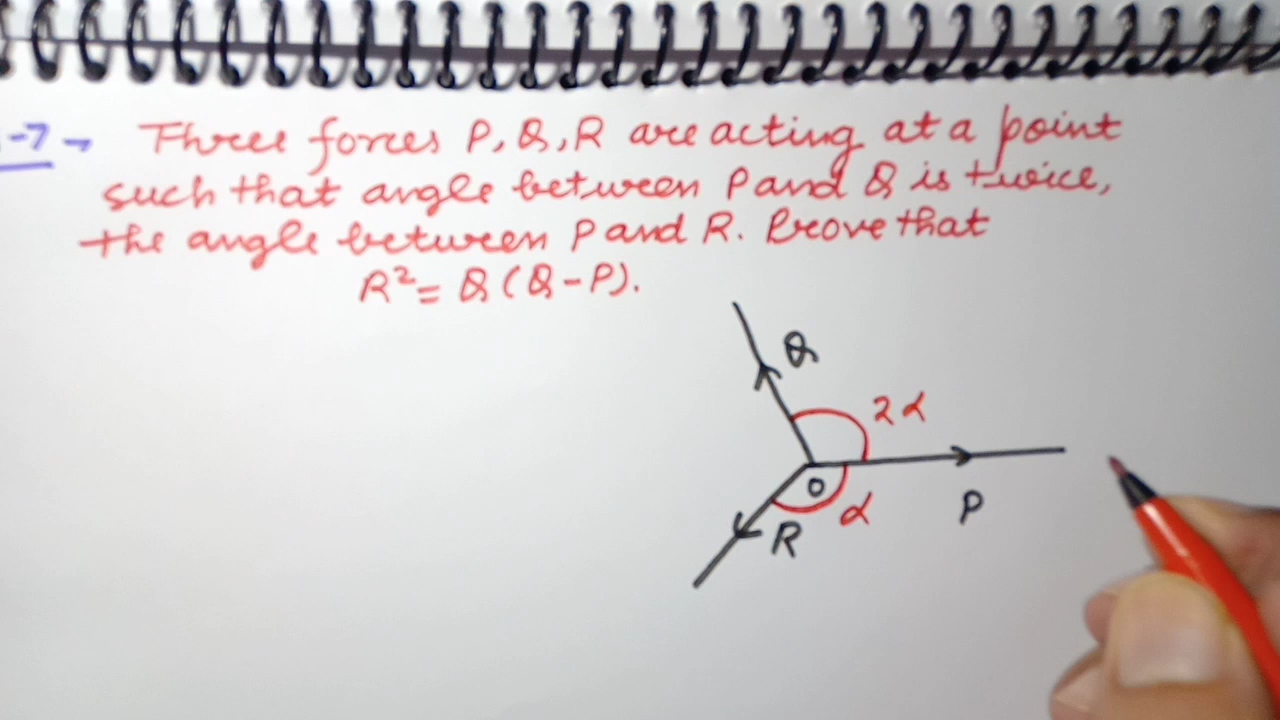 -7 →
Three forces P, Q, R are acting at a point
such that angle between P and Q is twice,
the angle between P and R. Prove that
R² = Q (Q - P).
Q
2α
O
α
P
R